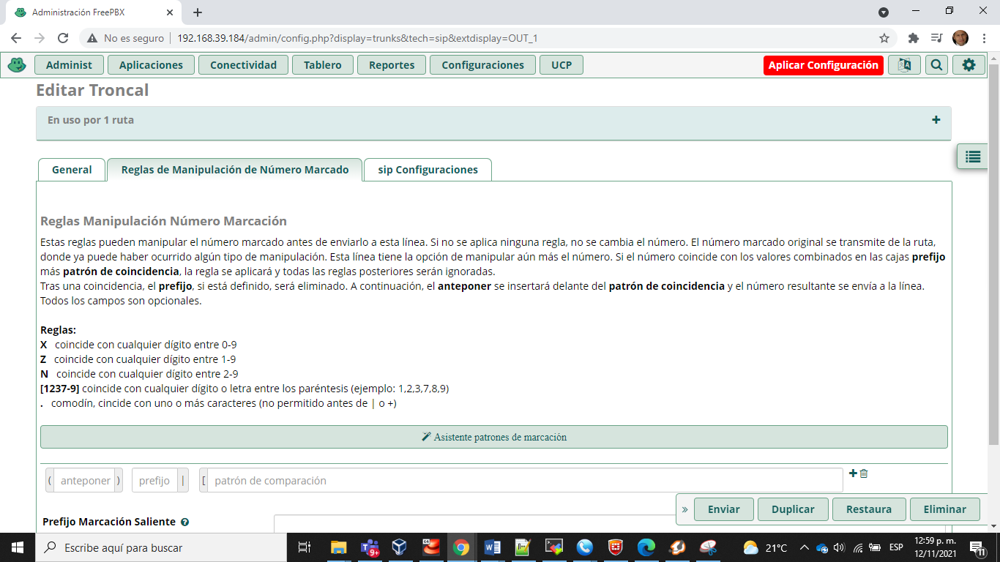 Administración FreePBX
No es seguro 192.168.39.184/admin/config.php?display=trunks&tech=sip&extdisplay=OUT_1
Administ Aplicaciones Conectividad Tablero Reportes Configuraciones UCP Aplicar Configuración
Editar Troncal
En uso por 1 ruta
General Reglas de Manipulación de Número Marcado sip Configuraciones
Reglas Manipulación Número Marcación
Estas reglas pueden manipular el número marcado antes de enviarlo a esta línea. Si no se aplica ninguna regla, no se cambia el número. El número marcado original se transmite de la ruta,
donde ya puede haber ocurrido algún tipo de manipulación. Esta línea tiene la opción de manipular aún más el número. Si el número coincide con los valores combinados en las cajas prefijo
más patrón de coincidencia, la regla se aplicará y todas las reglas posteriores serán ignoradas.
Tras una coincidencia, el prefijo, si está definido, será eliminado. A continuación, el anteponer se insertará delante del patrón de coincidencia y el número resultante se envía a la línea.
Todos los campos son opcionales.
Reglas:
X coincide con cualquier dígito entre 0-9
Z coincide con cualquier dígito entre 1-9
N coincide con cualquier dígito entre 2-9
[1237-9] coincide con cualquier dígito o letra entre los paréntesis (ejemplo: 1,2,3,7,8,9)
. comodín, cincide con uno o más caracteres (no permitido antes de | o +)
Asistente patrones de marcación
( anteponer ) prefijo | [ patrón de comparación
» Enviar Duplicar Restaura Eliminar
Prefijo Marcación Saliente
Escribe aquí para buscar 9+ 21°C ESP 12:59 p. m.
12/11/2021 11